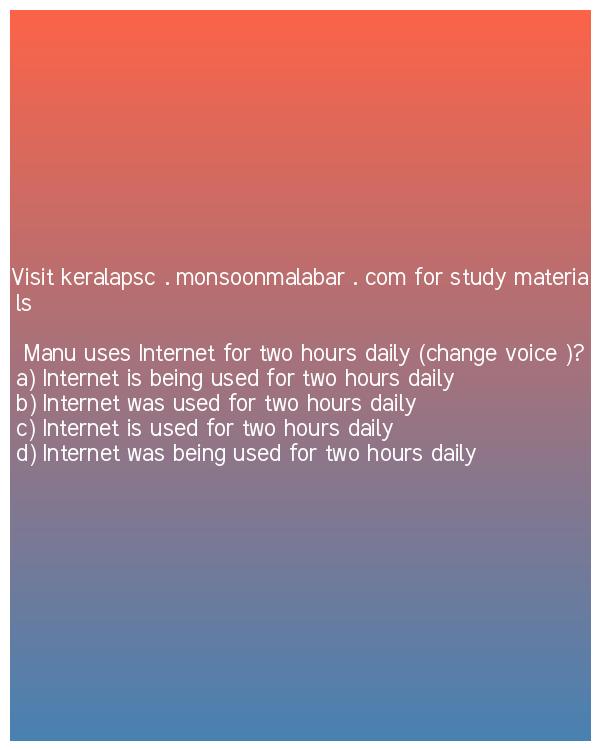 Visit keralapsc . monsoonmalabar . com for study materia
ls
Manu uses Internet for two hours daily (change voice )?
a) Internet is being used for two hours daily
b) Internet was used for two hours daily
c) Internet is used for two hours daily
d) Internet was being used for two hours daily